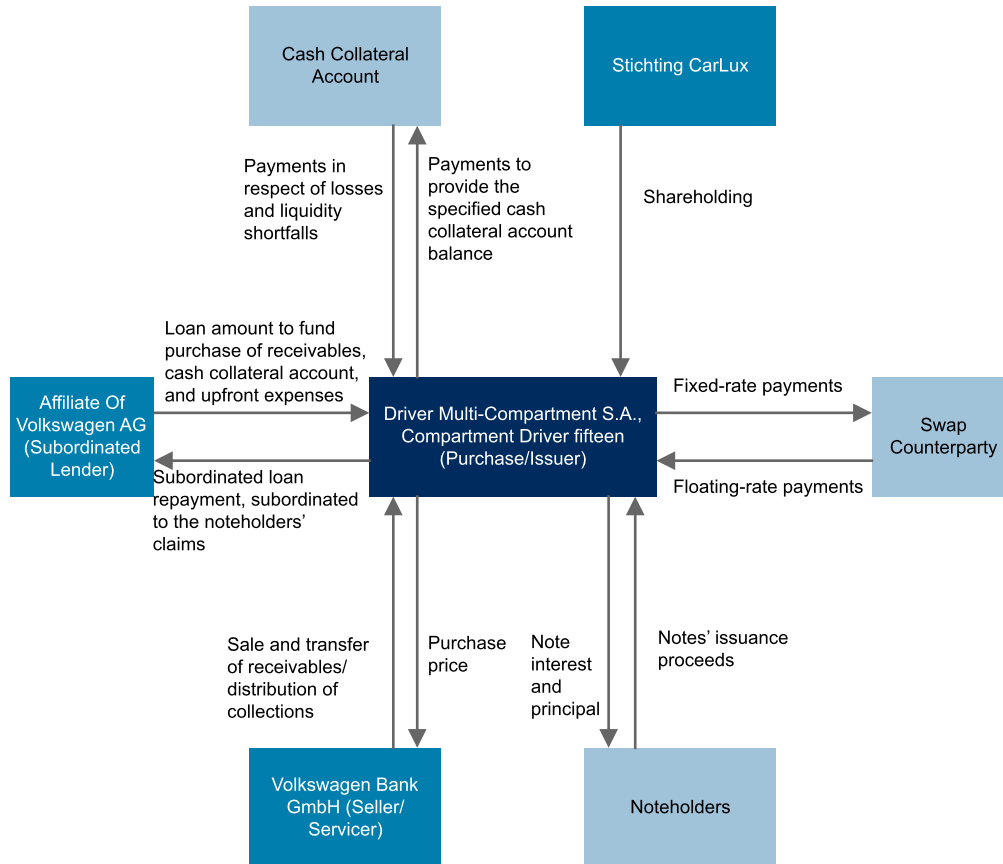 Cash Collateral
Account
Stichting CarLux
Payments in
respect of losses
and liquidity
shortfalls
Payments to
provide the
specified cash
collateral account
balance
Shareholding
Loan amount to fund
purchase of receivables,
cash collateral account,
and upfront expenses
Fixed-rate payments
Affiliate Of
Volkswagen AG
(Subordinated
Lender)
Driver Multi-Compartment S.A.,
Compartment Driver fifteen
(Purchase/Issuer)
Swap
Counterparty
Subordinated loan
repayment, subordinated
to the noteholders’
claims
Floating-rate payments
Sale and transfer
of receivables/
distribution of
collections
Purchase
price
Note
interest
and
principal
Notes’ issuance
proceeds
Volkswagen Bank
GmbH (Seller/
Servicer)
Noteholders